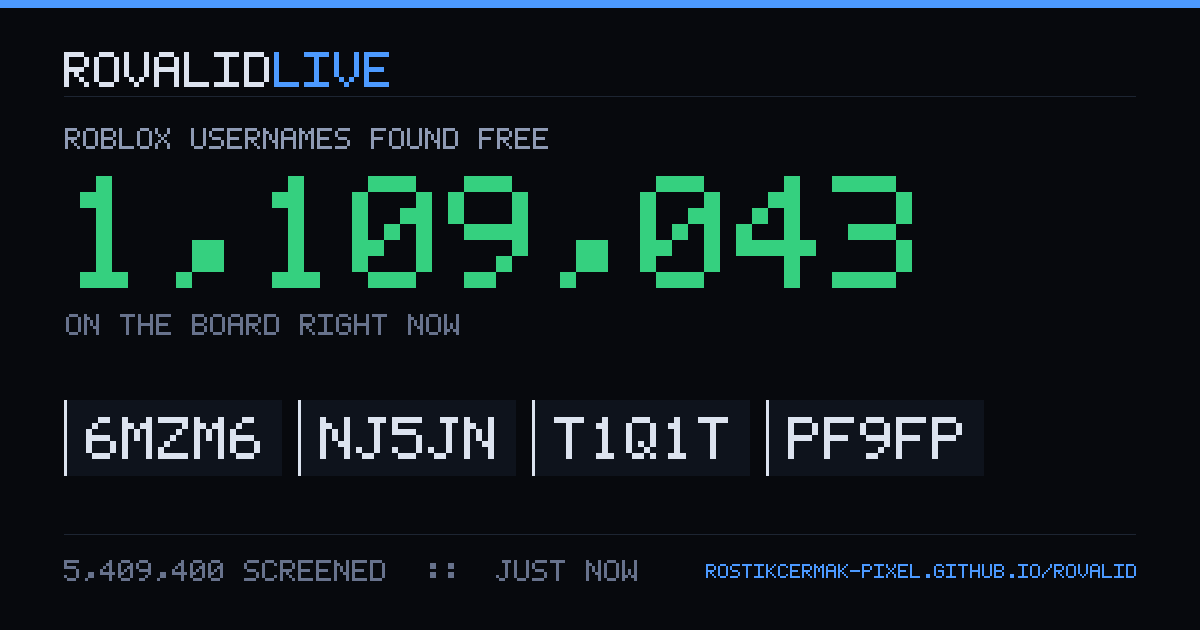 ROVALIDLIVE
ROBLOX USERNAMES FOUND FREE
1,109,043
ON THE BOARD RIGHT NOW
6MZM6 NJ5JN T1Q1T PF9FP
5,409,400 SCREENED :: JUST NOW ROSTIKCERMAK-PIXEL.GITHUB.IO/ROVALID